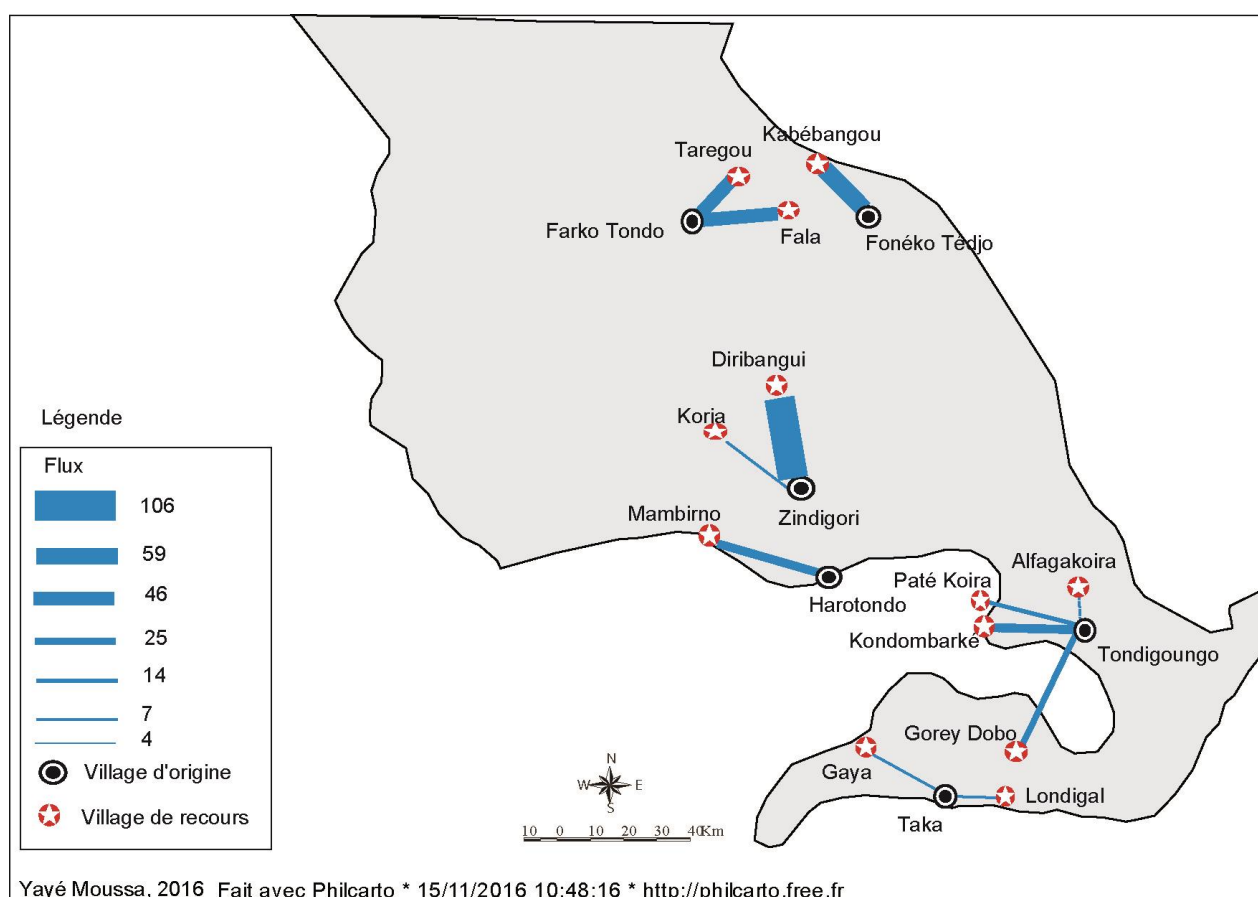 Kabébangou
Taregou
Farko Tondo
Fala
Fonéko Tédjo
Diribangui
Korja
Zindigori
Mambirno
Harotondo
Alfagakoira
Paté Koira
Kondombarké
Tondigoungo
Gorey Dobo
Gaya
Londigal
Taka
Légende
Flux
106
59
46
25
14
7
4
Village d'origine
Village de recours
N
W E
S
10 0 10 20 30 40Km
Yayé Moussa, 2016 Fait avec Philcarto * 15/11/2016 10:48:16 * http://philcarto.free.fr